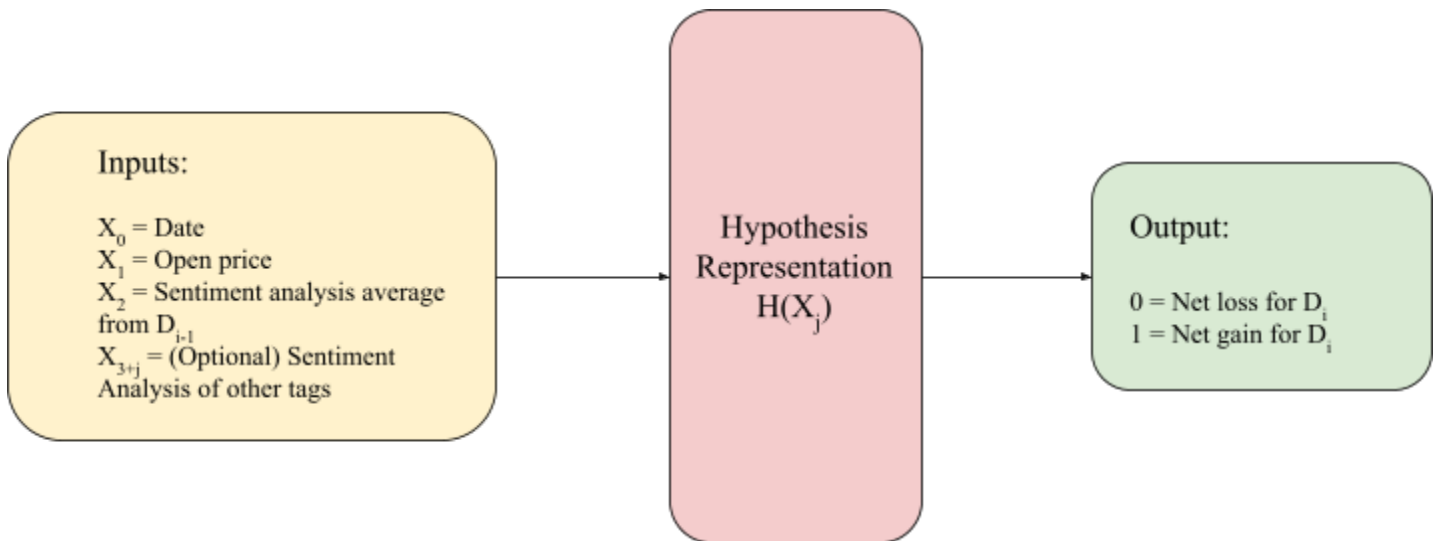 Inputs:
X₀ = Date
X₁ = Open price
X₂ = Sentiment analysis average
from Dᵢ₋₁
X₃₊ⱼ = (Optional) Sentiment
Analysis of other tags
Hypothesis
Representation
H(Xⱼ)
Output:
0 = Net loss for Dᵢ
1 = Net gain for Dᵢ